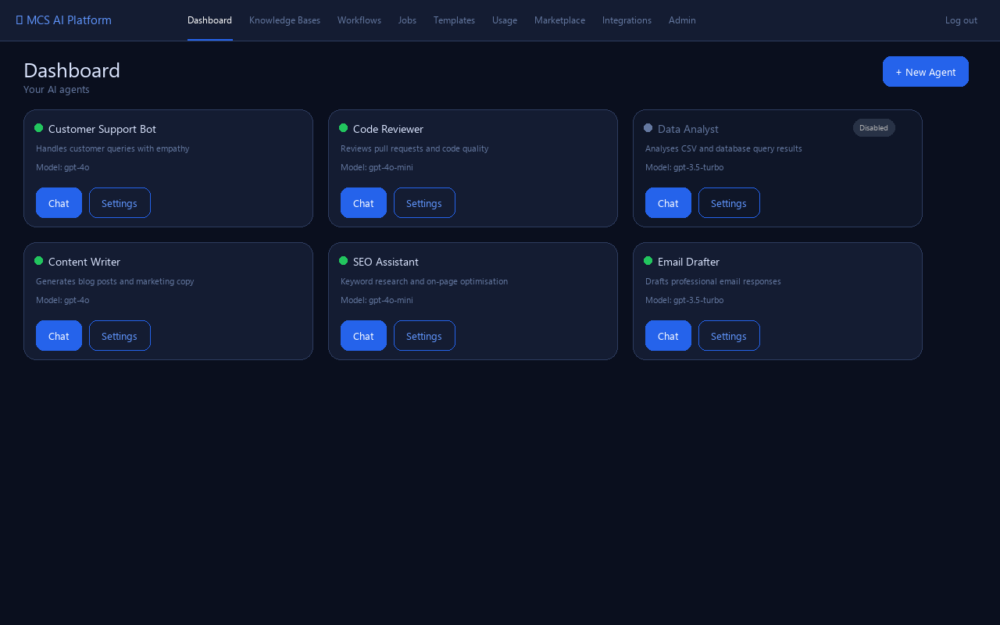 MCS AI Platform
Dashboard
Knowledge Bases
Workflows
Jobs
Templates
Usage
Marketplace
Integrations
Admin
Log out
Dashboard
Your AI agents
+ New Agent
Customer Support Bot
Handles customer queries with empathy
Model: gpt-4o
Chat
Settings
Code Reviewer
Reviews pull requests and code quality
Model: gpt-4o-mini
Chat
Settings
Data Analyst
Disabled
Analyses CSV and database query results
Model: gpt-3.5-turbo
Chat
Settings
Content Writer
Generates blog posts and marketing copy
Model: gpt-4o
Chat
Settings
SEO Assistant
Keyword research and on-page optimisation
Model: gpt-4o-mini
Chat
Settings
Email Drafter
Drafts professional email responses
Model: gpt-3.5-turbo
Chat
Settings